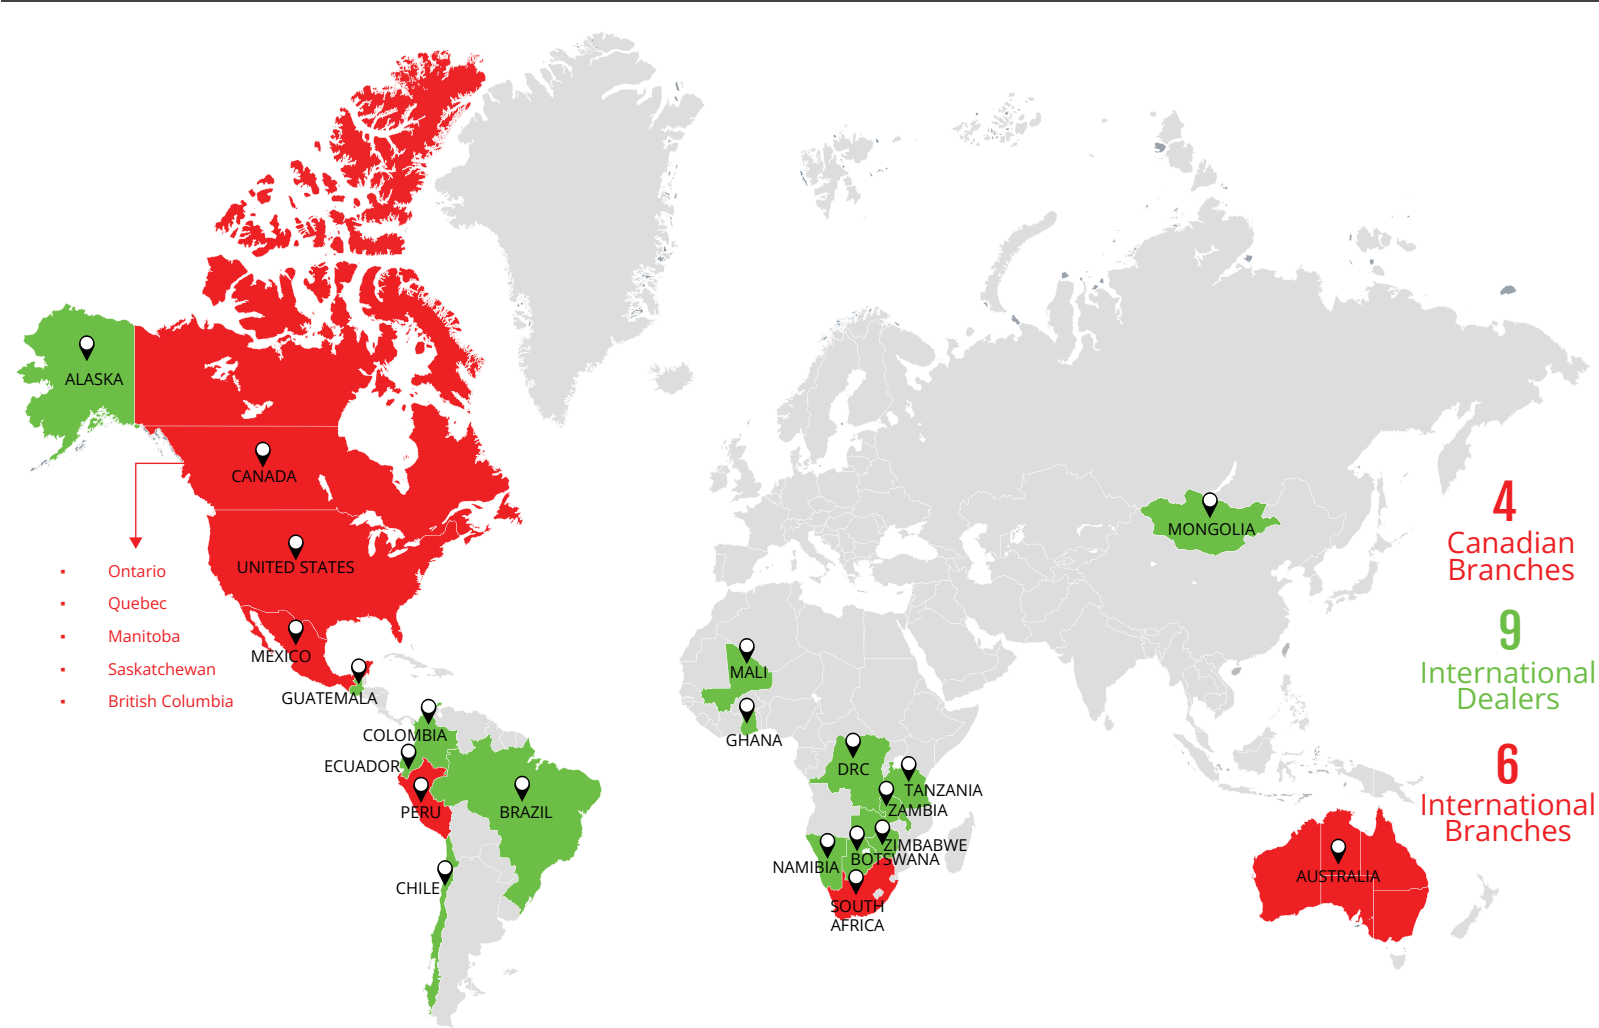 ALASKA
CANADA
UNITED STATES
▪ Ontario
▪ Quebec
▪ Manitoba
▪ Saskatchewan
▪ British Columbia
MEXICO
GUATEMALA
COLOMBIA
ECUADOR
PERU
BRAZIL
CHILE
MALI
GHANA
DRC
TANZANIA
ZAMBIA
ZIMBABWE
BOTSWANA
NAMIBIA
SOUTH
AFRICA
MONGOLIA
AUSTRALIA
4
Canadian
Branches
9
International
Dealers
6
International
Branches